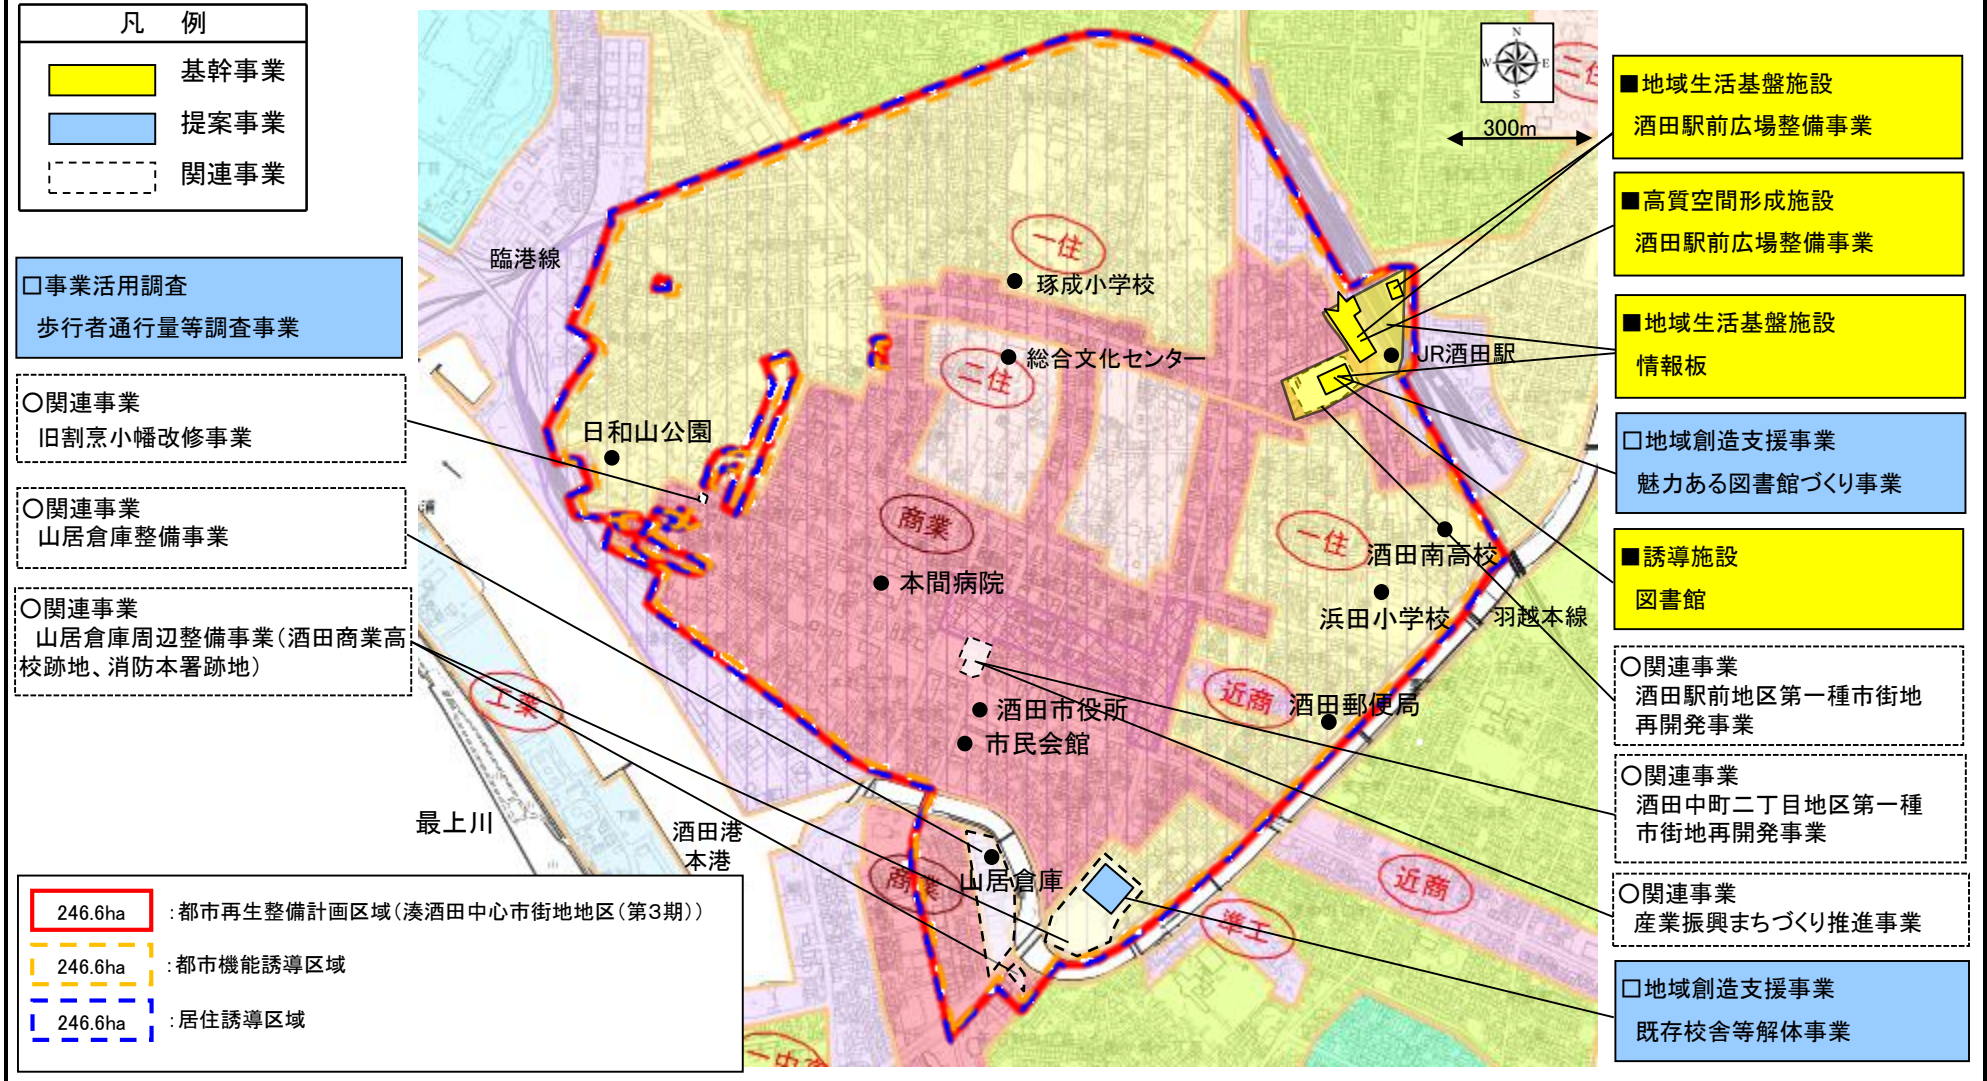 凡 例
基幹事業
提案事業
関連事業
□事業活用調査
歩行者通行量等調査事業
○関連事業
旧割烹小幡改修事業
○関連事業
山居倉庫整備事業
○関連事業
山居倉庫周辺整備事業(酒田商業高
校跡地、消防本署跡地)
246.6ha
:都市再生整備計画区域(湊酒田中心市街地地区(第3期))
246.6ha
:都市機能誘導区域
246.6ha
:居住誘導区域
N
W
E
S
300m
二住
臨港線
一住
琢成小学校
総合文化センター
二住
JR酒田駅
日和山公園
商業
一住
酒田南高校
本間病院
浜田小学校
羽越本線
工業
近商
酒田市役所
酒田郵便局
市民会館
最上川
酒田港
本港
商業
山居倉庫
近商
準工
■地域生活基盤施設
酒田駅前広場整備事業
■高質空間形成施設
酒田駅前広場整備事業
■地域生活基盤施設
情報板
□地域創造支援事業
魅力ある図書館づくり事業
■誘導施設
図書館
○関連事業
酒田駅前地区第一種市街地
再開発事業
○関連事業
酒田中町二丁目地区第一種
市街地再開発事業
○関連事業
産業振興まちづくり推進事業
□地域創造支援事業
既存校舎等解体事業